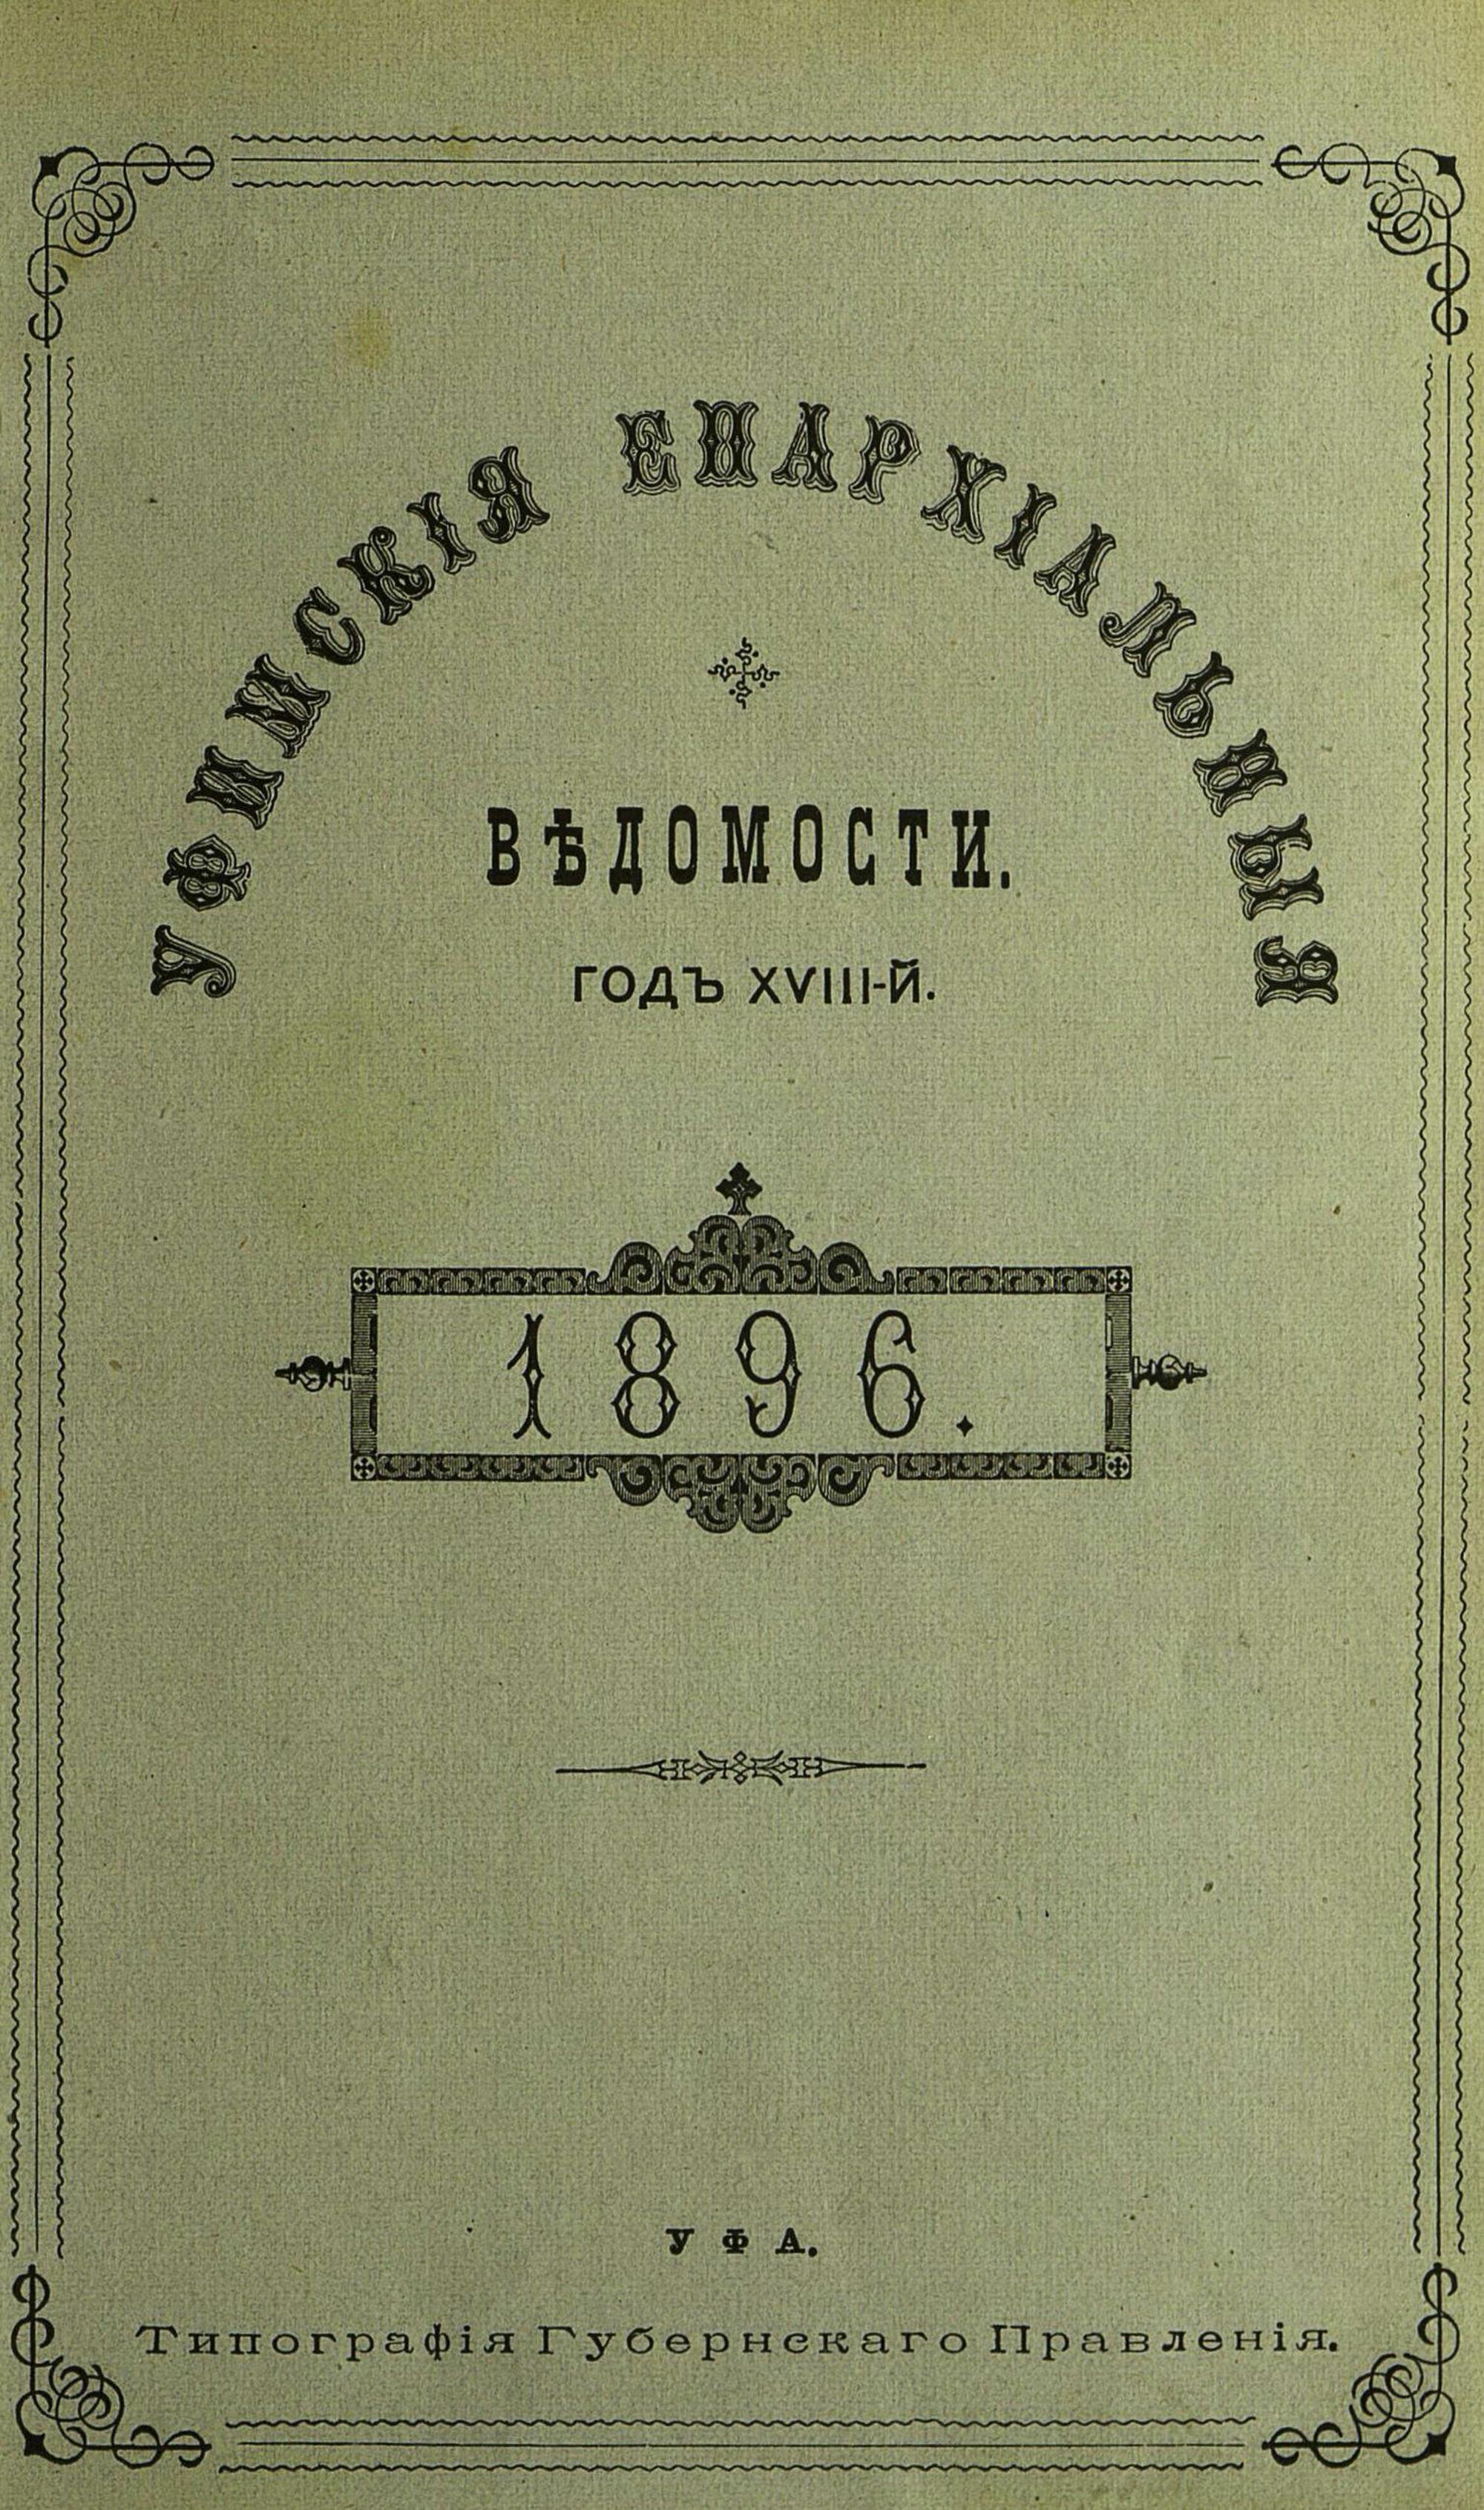 УФИМСКІЯ ЕПАРХІАЛЬНЫЯ
ВѢДОМОСТИ.
ГОДЪ XVIII-Й.
1896.
УФА.
Типографія Губернскаго Правленія.